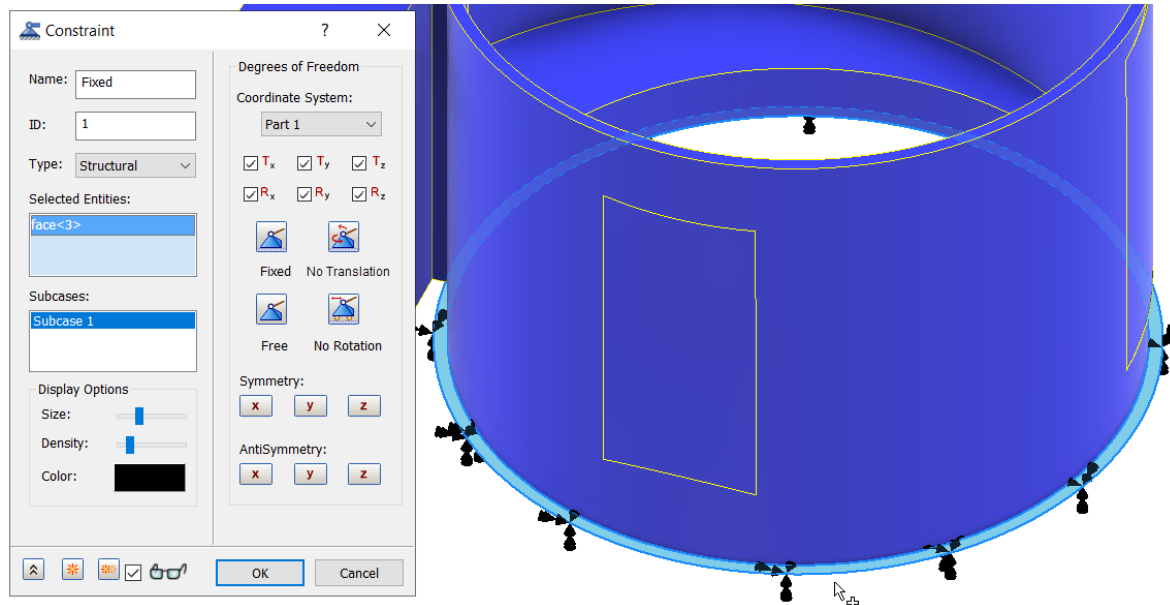 Constraint
? ×
Name: Fixed
ID: 1
Type: Structural
Selected Entities:
face<3>
Subcases:
Subcase 1
Display Options
Size:
Density:
Color:
Degrees of Freedom
Coordinate System:
Part 1
Tx Ty Tz
Rx Ry Rz
Fixed No Translation
Free No Rotation
Symmetry:
x y z
AntiSymmetry:
x y z
OK Cancel